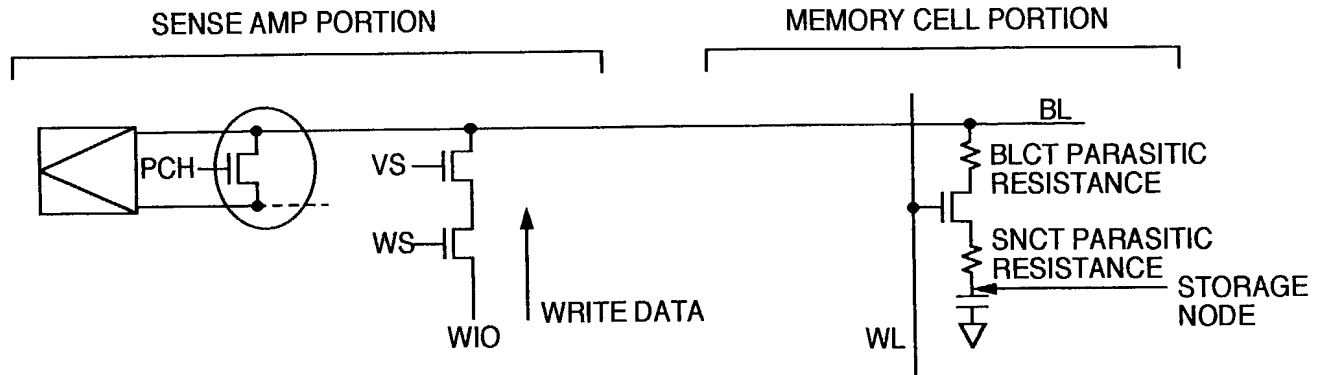 SENSE AMP PORTION
MEMORY CELL PORTION
BL
PCH
VS
BLCT PARASITIC
RESISTANCE
WS
SNCT PARASITIC
RESISTANCE
WRITE DATA
STORAGE
NODE
WIO
WL